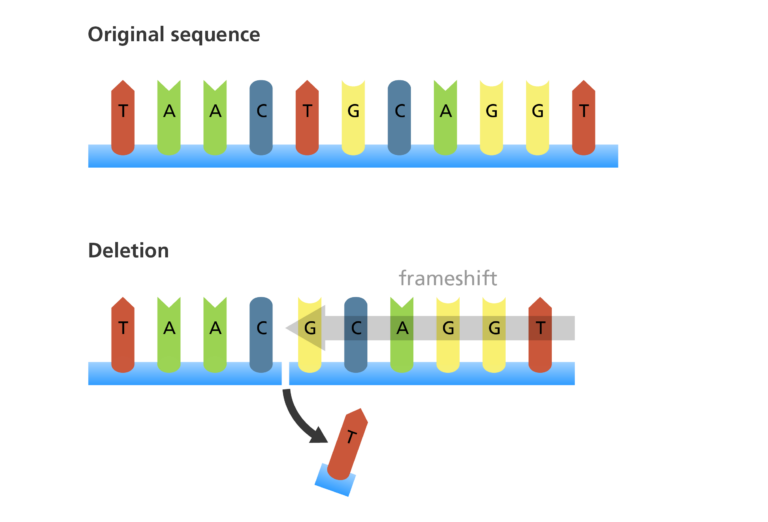 Original sequence
T A A C T G C A G G T
Deletion
frameshift
T A A C G C A G G T
T